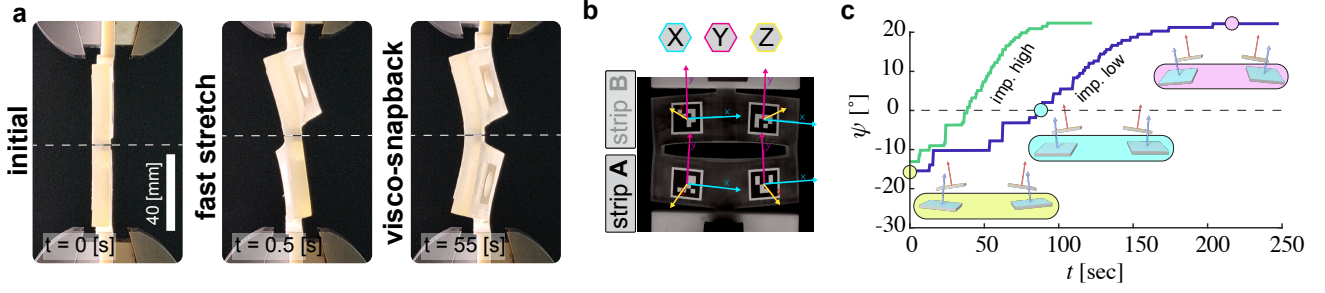 a
initial
40 [mm]
t = 0 [s]
fast stretch
t = 0.5 [s]
visco-snapback
t = 55 [s]
b
X Y Z
strip B
strip A
y
y
x
x
y
y
x
x
c
20
10
0
-10
-20
-30
ψ [°]
imp. high
imp. low
0 50 100 150 200 250
t [sec]